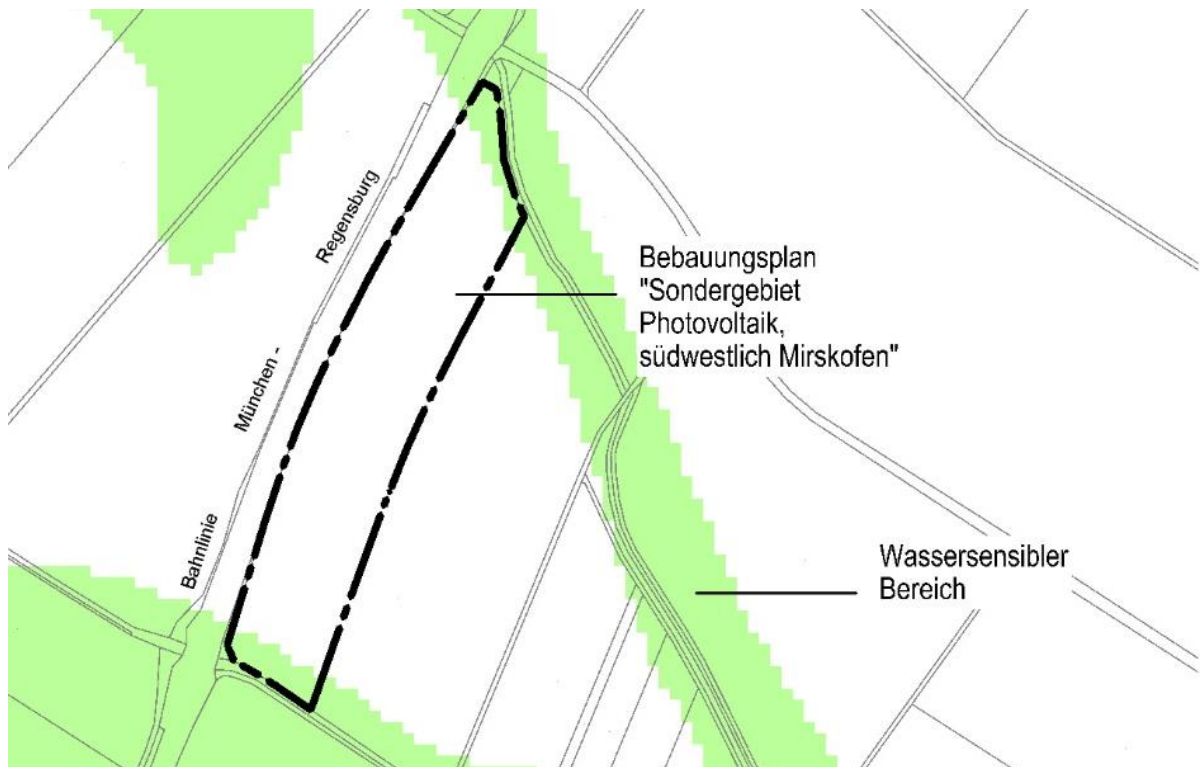 Bebauungsplan
"Sondergebiet
Photovoltaik,
südwestlich Mirskofen"
Wassersensibler
Bereich
Bahnlinie München - Regensburg